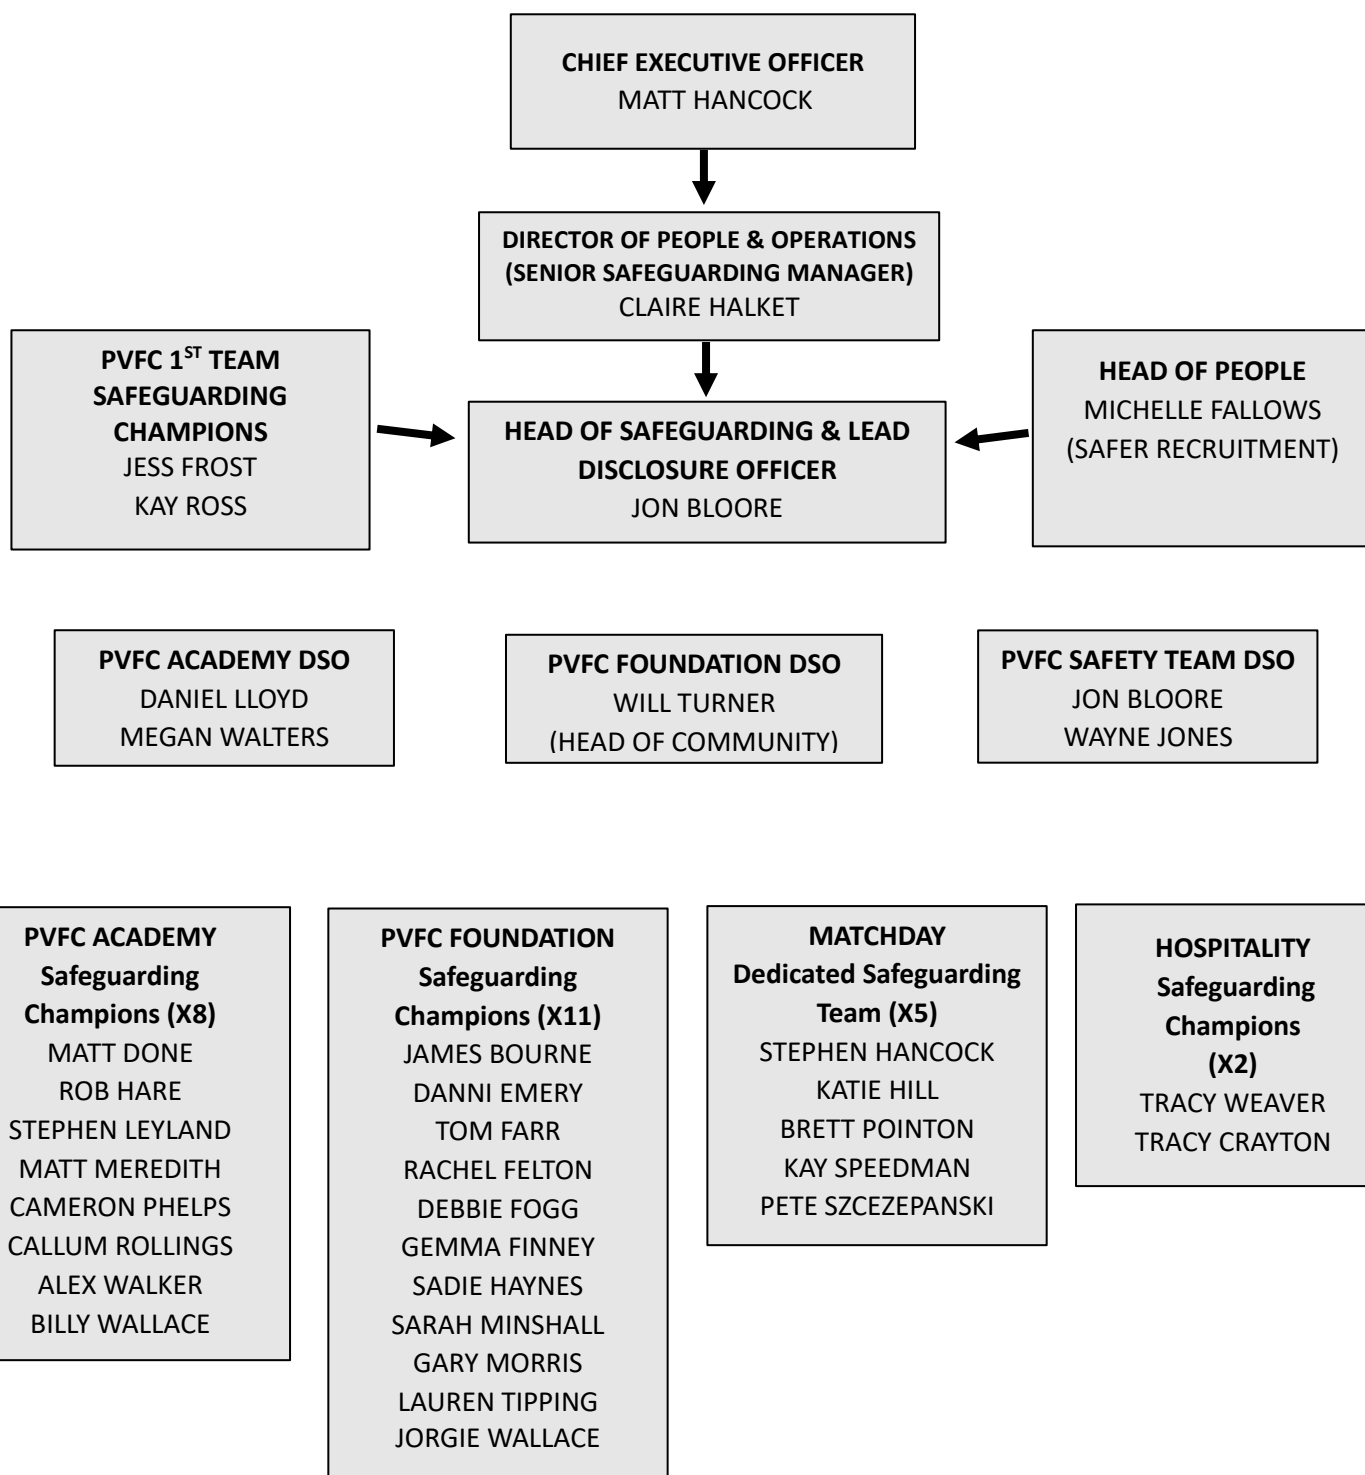 CHIEF EXECUTIVE OFFICER
MATT HANCOCK
DIRECTOR OF PEOPLE & OPERATIONS
(SENIOR SAFEGUARDING MANAGER)
CLAIRE HALKET
PVFC 1ST TEAM
SAFEGUARDING
CHAMPIONS
JESS FROST
KAY ROSS
HEAD OF SAFEGUARDING & LEAD
DISCLOSURE OFFICER
JON BLOORE
HEAD OF PEOPLE
MICHELLE FALLOWS
(SAFER RECRUITMENT)
PVFC ACADEMY DSO
DANIEL LLOYD
MEGAN WALTERS
PVFC FOUNDATION DSO
WILL TURNER
(HEAD OF COMMUNITY)
PVFC SAFETY TEAM DSO
JON BLOORE
WAYNE JONES
PVFC ACADEMY
Safeguarding
Champions (X8)
MATT DONE
ROB HARE
STEPHEN LEYLAND
MATT MEREDITH
CAMERON PHELPS
CALLUM ROLLINGS
ALEX WALKER
BILLY WALLACE
PVFC FOUNDATION
Safeguarding
Champions (X11)
JAMES BOURNE
DANNI EMERY
TOM FARR
RACHEL FELTON
DEBBIE FOGG
GEMMA FINNEY
SADIE HAYNES
SARAH MINSHALL
GARY MORRIS
LAUREN TIPPING
JORGIE WALLACE
MATCHDAY
Dedicated Safeguarding
Team (X5)
STEPHEN HANCOCK
KATIE HILL
BRETT POINTON
KAY SPEEDMAN
PETE SZCEZEPANSKI
HOSPITALITY
Safeguarding
Champions
(X2)
TRACY WEAVER
TRACY CRAYTON